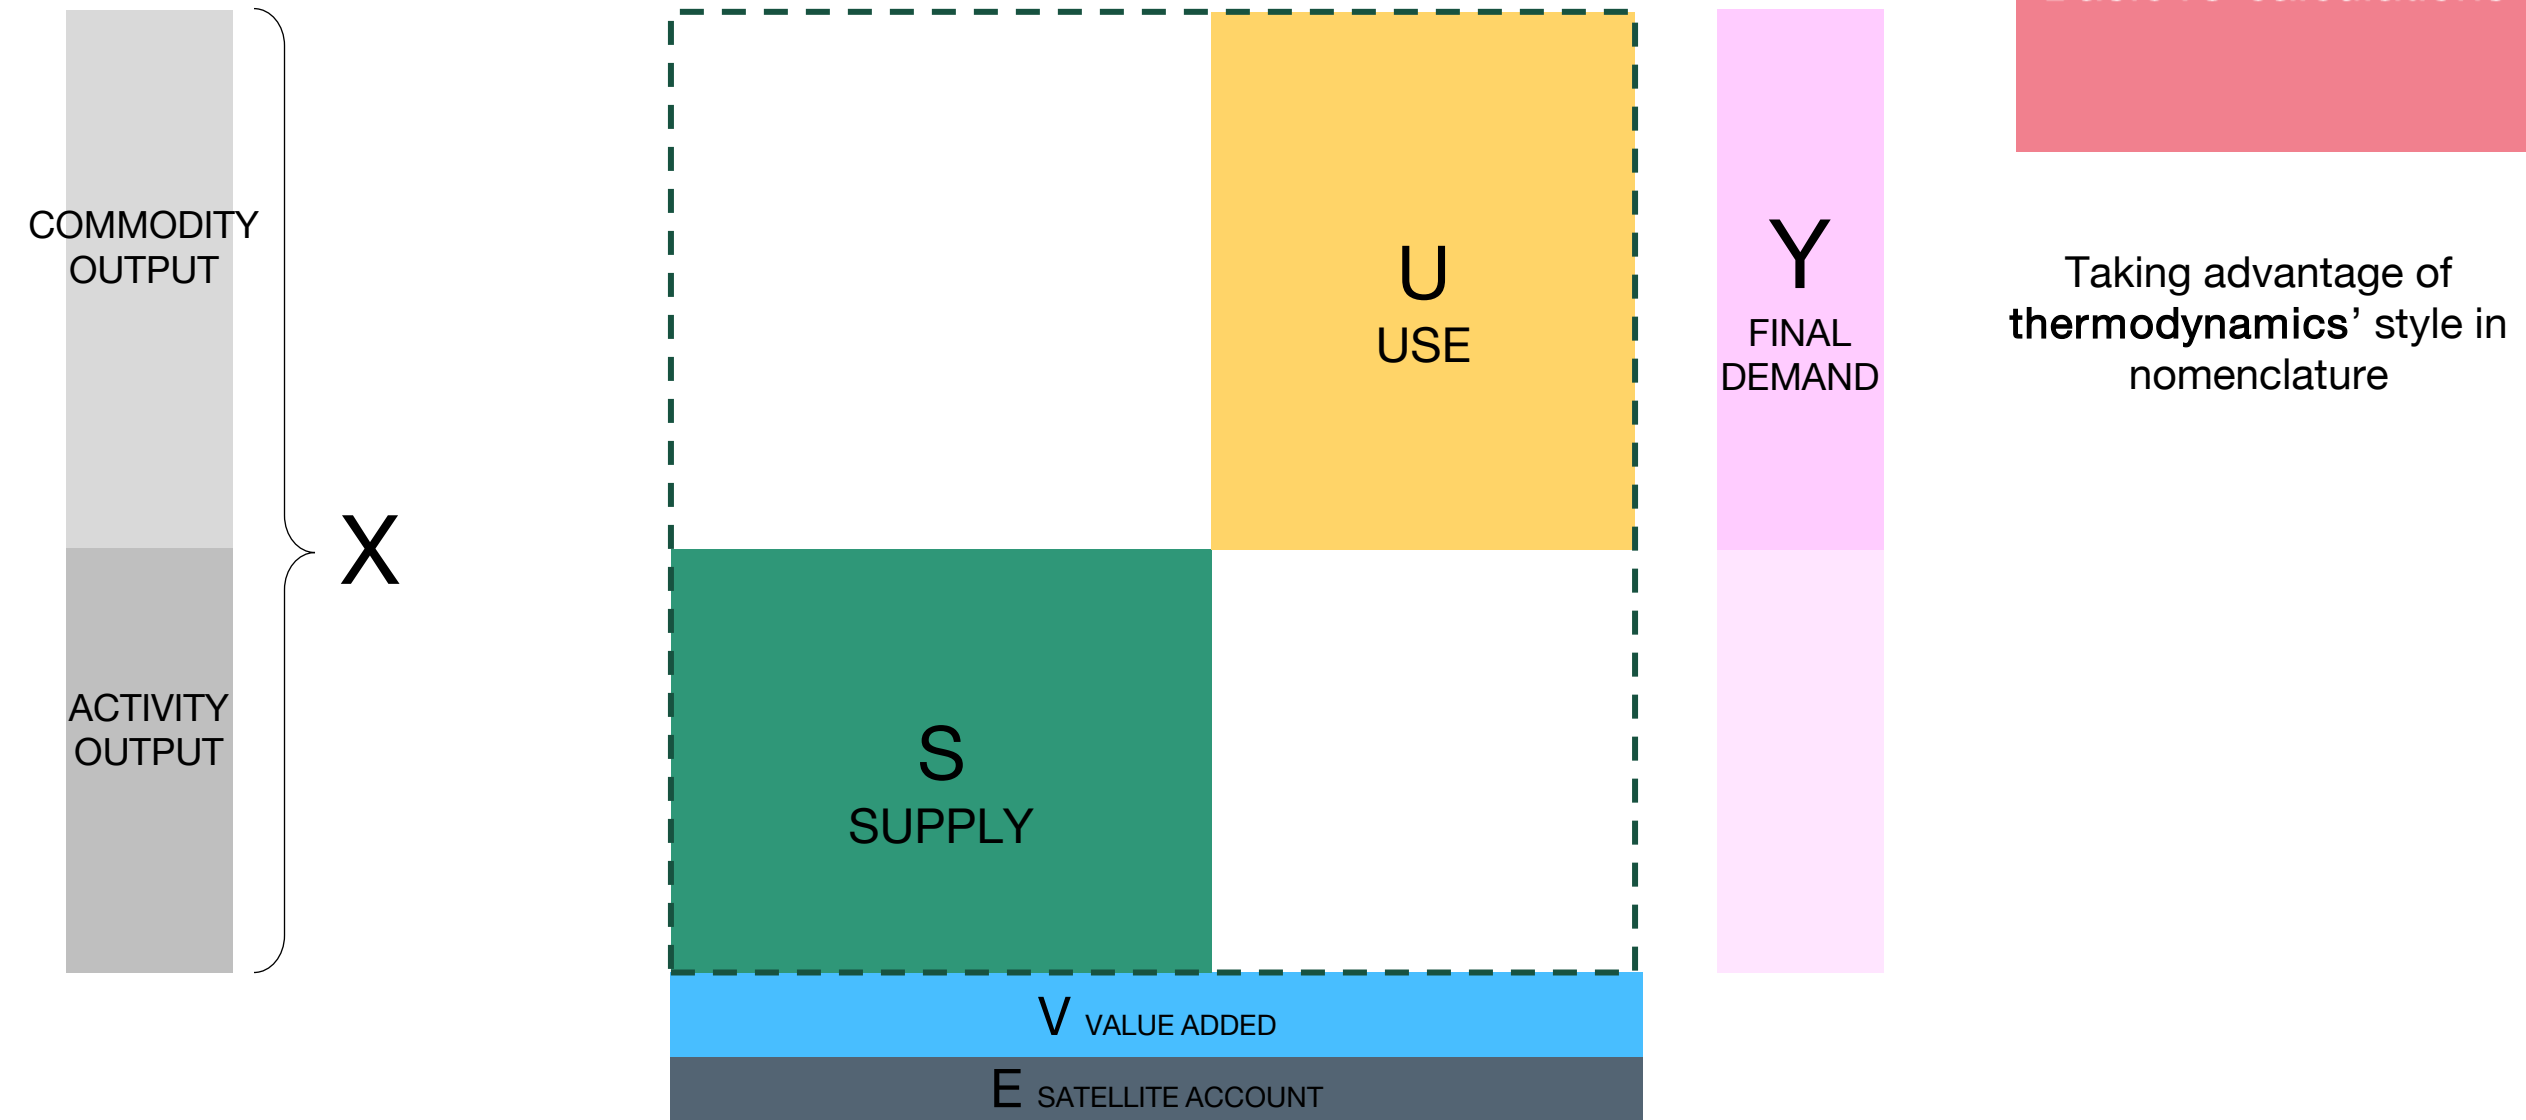 COMMODITY
OUTPUT
ACTIVITY
OUTPUT
X
U
USE
S
SUPPLY
V VALUE ADDED
E SATELLITE ACCOUNT
Y
FINAL
DEMAND
Taking advantage of
thermodynamics’ style in
nomenclature